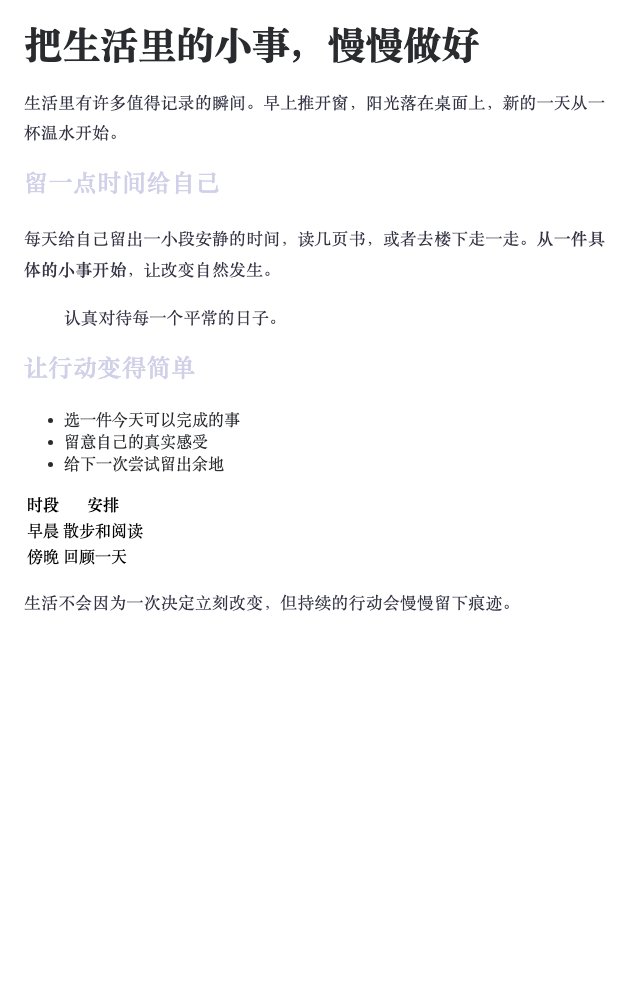 把生活里的小事，慢慢做好
生活里有许多值得记录的瞬间。早上推开窗，阳光落在桌面上，新的一天从一
杯温水开始。
留一点时间给自己
每天给自己留出一小段安静的时间，读几页书，或者去楼下走一走。从一件具
体的小事开始，让改变自然发生。
认真对待每一个平常的日子。
让行动变得简单
• 选一件今天可以完成的事
• 留意自己的真实感受
• 给下一次尝试留出余地
时段 安排
早晨 散步和阅读
傍晚 回顾一天
生活不会因为一次决定立刻改变，但持续的行动会慢慢留下痕迹。